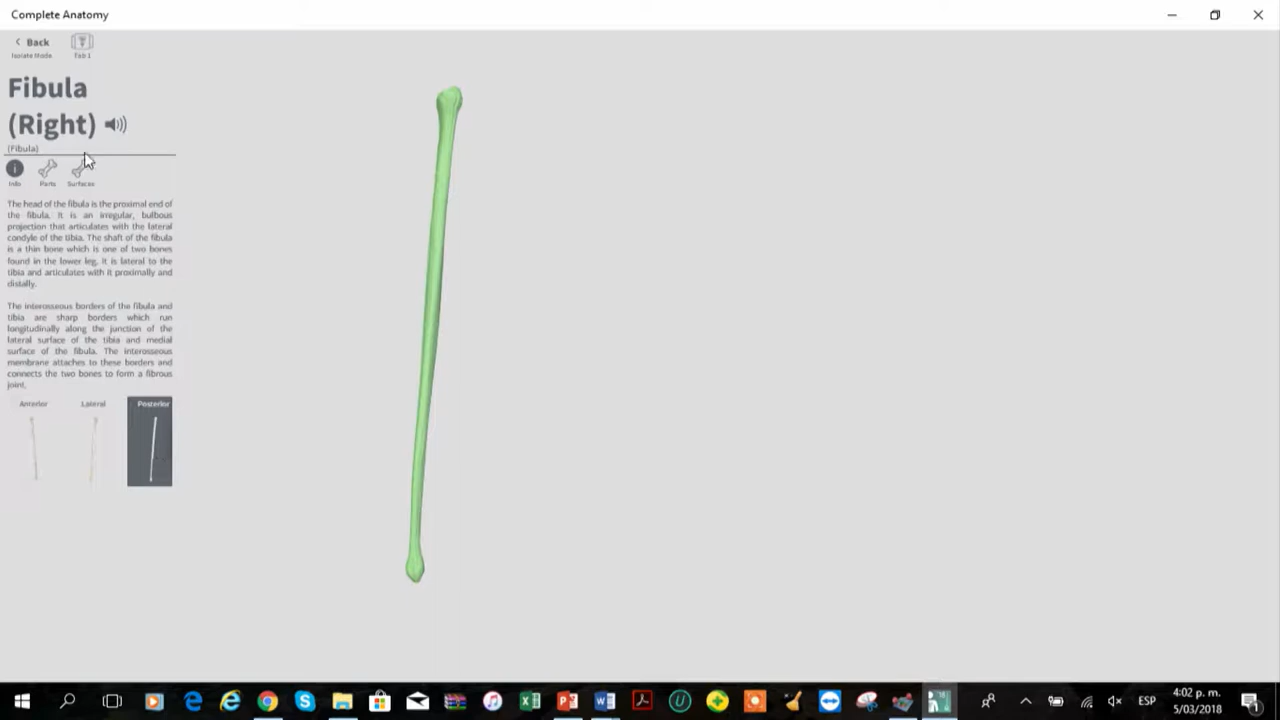 Complete Anatomy
Back
Isolate Mode
Fab 1
Fibula
(Right)
(Fibula)
Info Parts Surfaces
The head of the fibula is the proximal end of
the fibula. It is an irregular, bulbous
projection that articulates with the lateral
condyle of the tibia. The shaft of the fibula
is a thin bone which is one of two bones
found in the lower leg. It is lateral to the
tibia and articulates with it proximally and
distally.
The interosseous borders of the fibula and
tibia are sharp borders which run
longitudinally along the junction of the
lateral surface of the tibia and medial
surface of the fibula. The interosseous
membrane attaches to these borders and
connects the two bones to form a fibrous
joint.
Anterior Lateral Posterior
ESP
4:02 p. m.
5/03/2018